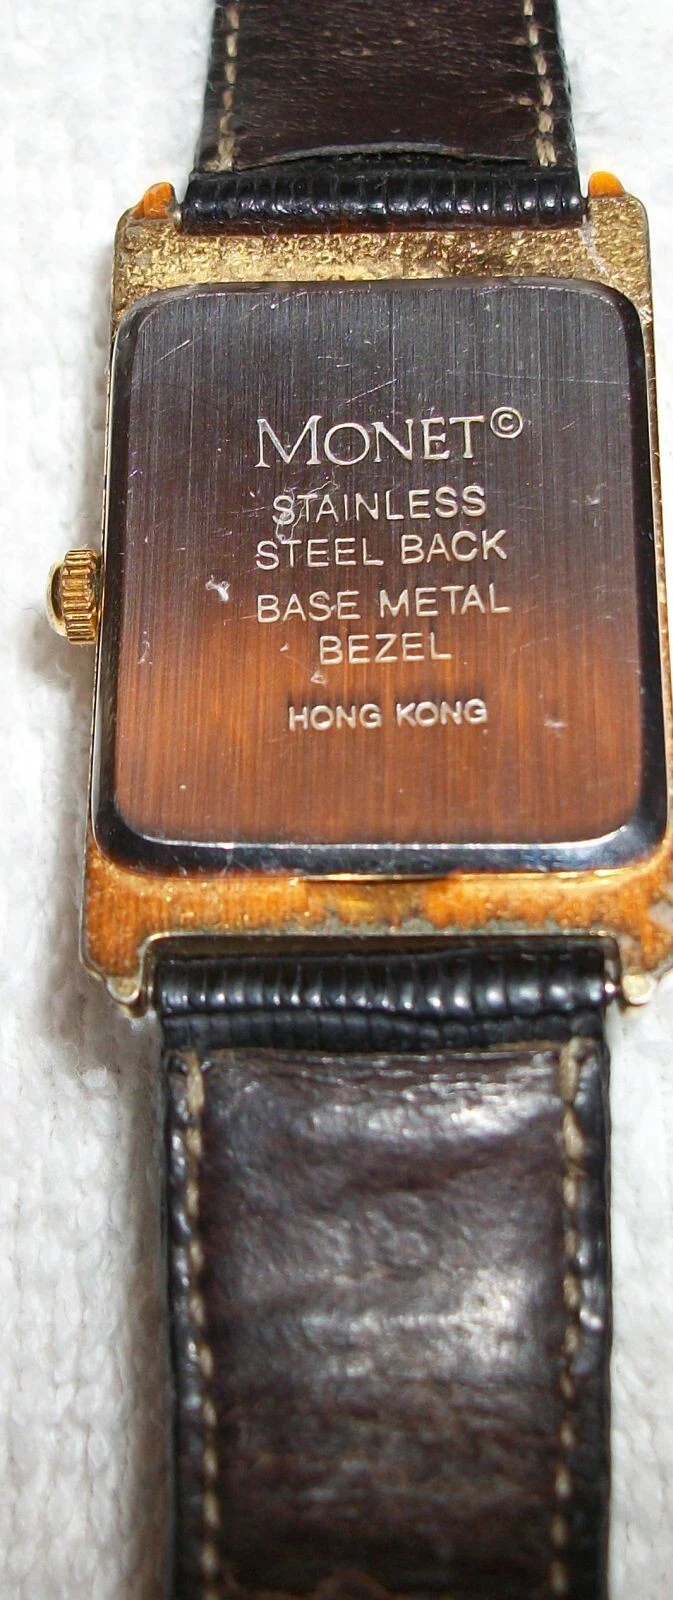 MONET©
STAINLESS
STEEL BACK
BASE METAL
BEZEL
HONG KONG